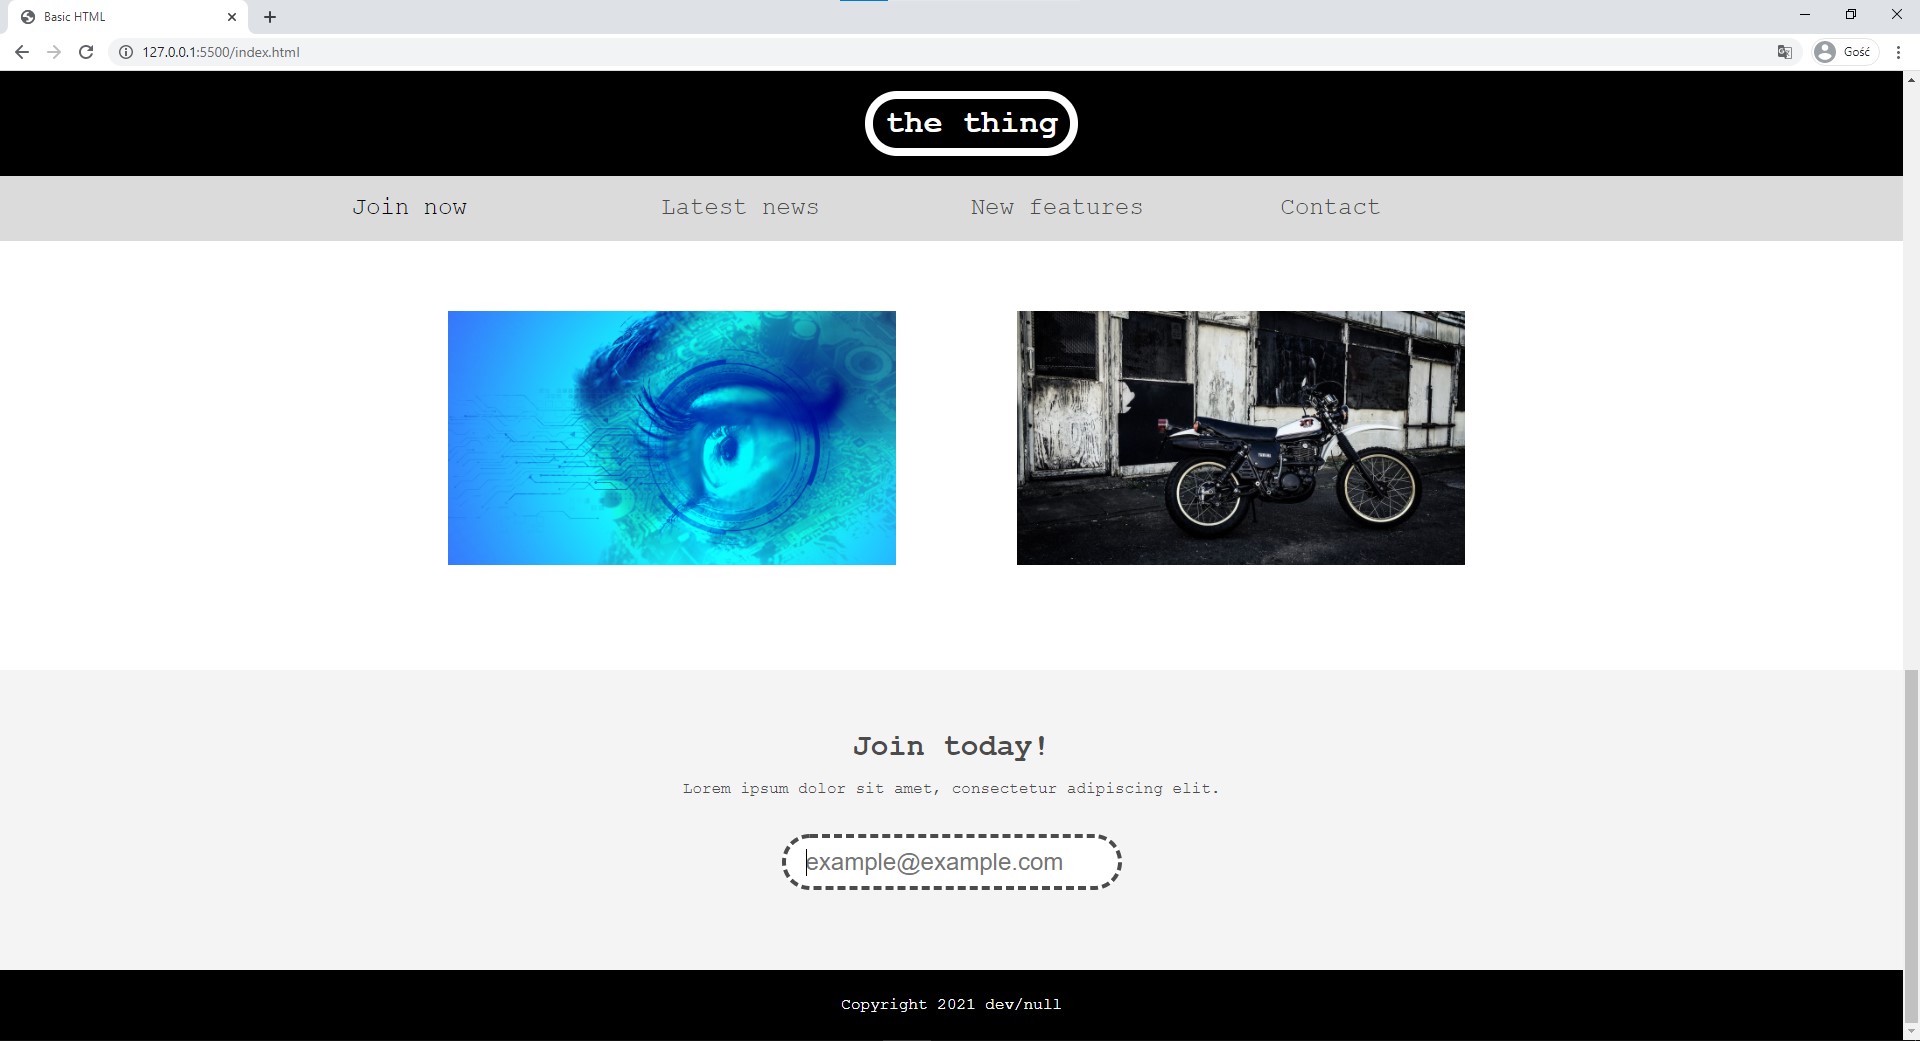 Basic HTML
127.0.0.1:5500/index.html
Gość
the thing
Join now
Latest news
New features
Contact
Join today!
Lorem ipsum dolor sit amet, consectetur adipiscing elit.
example@example.com
Copyright 2021 dev/null